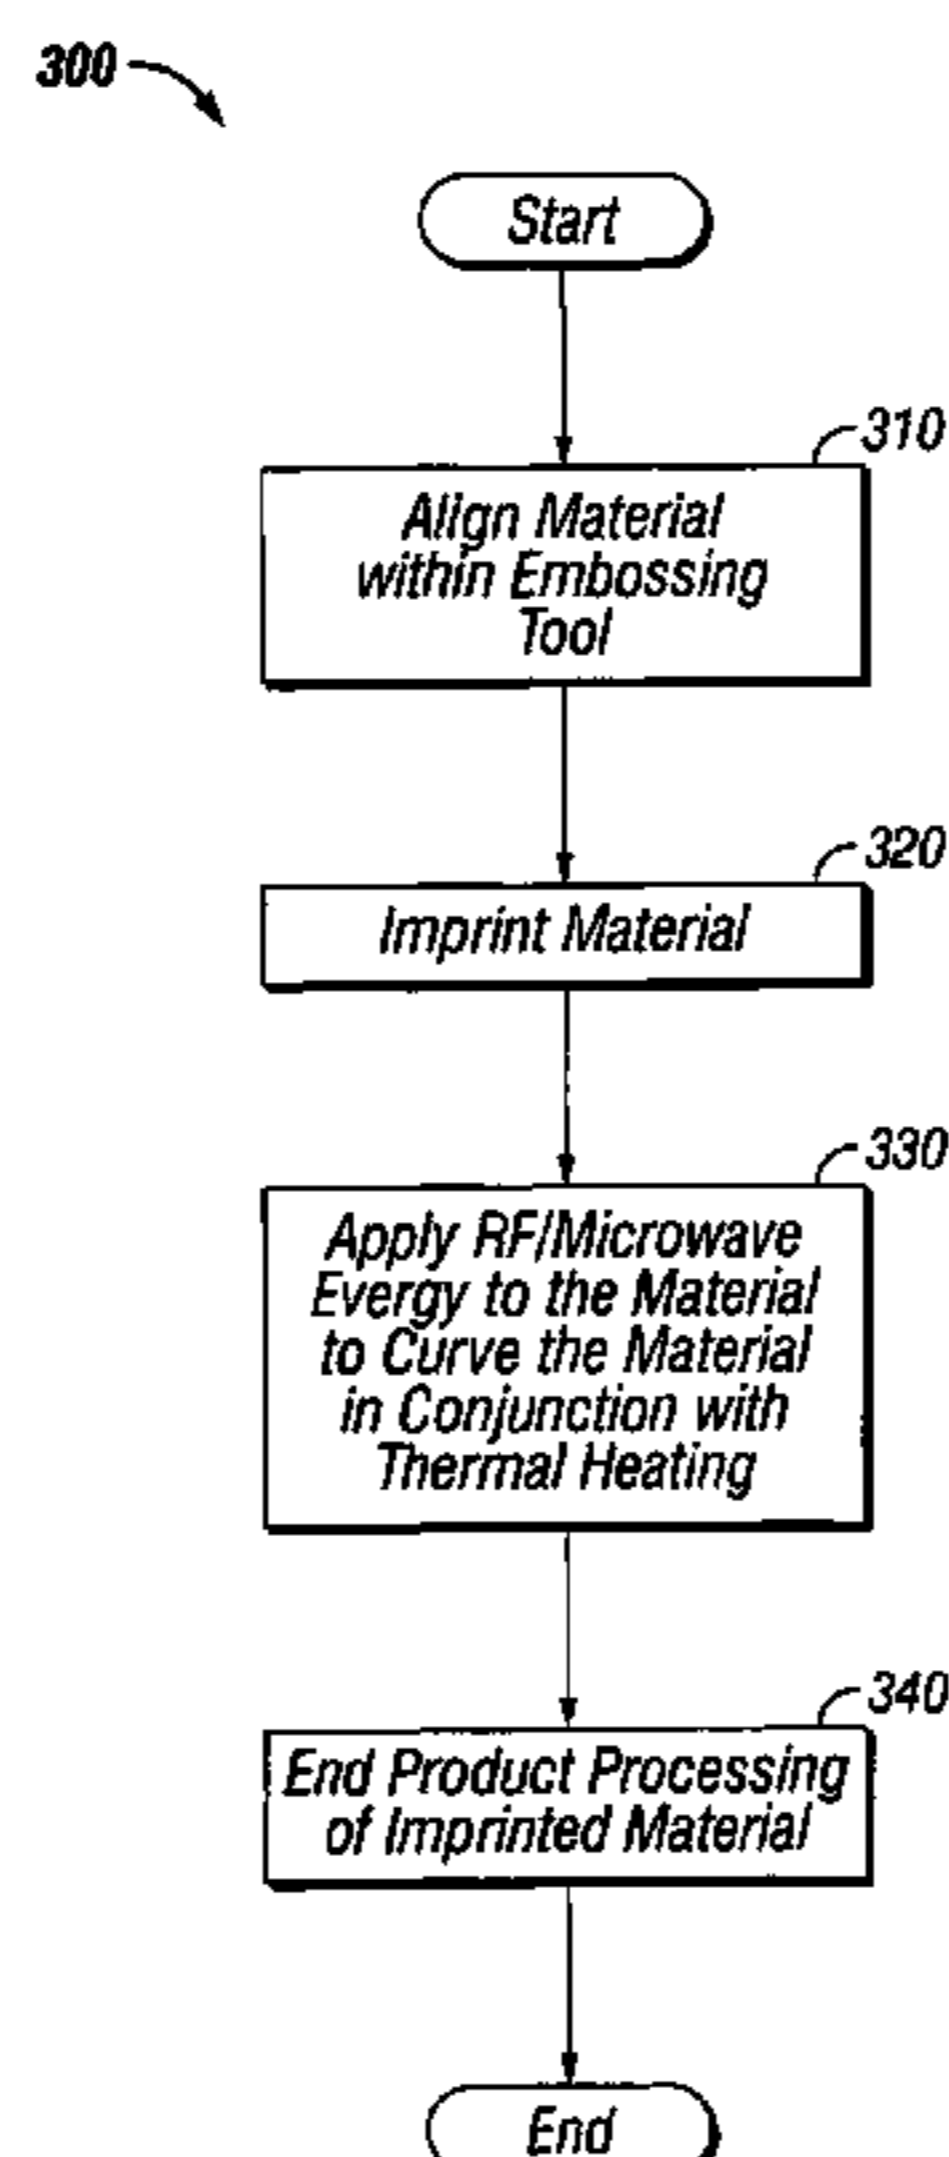 300
Start
310
Align Material
within Embossing
Tool
320
Imprint Material
330
Apply RF/Microwave
Evergy to the Material
to Curve the Material
in Conjunction with
Thermal Heating
340
End Product Processing
of Imprinted Material
End